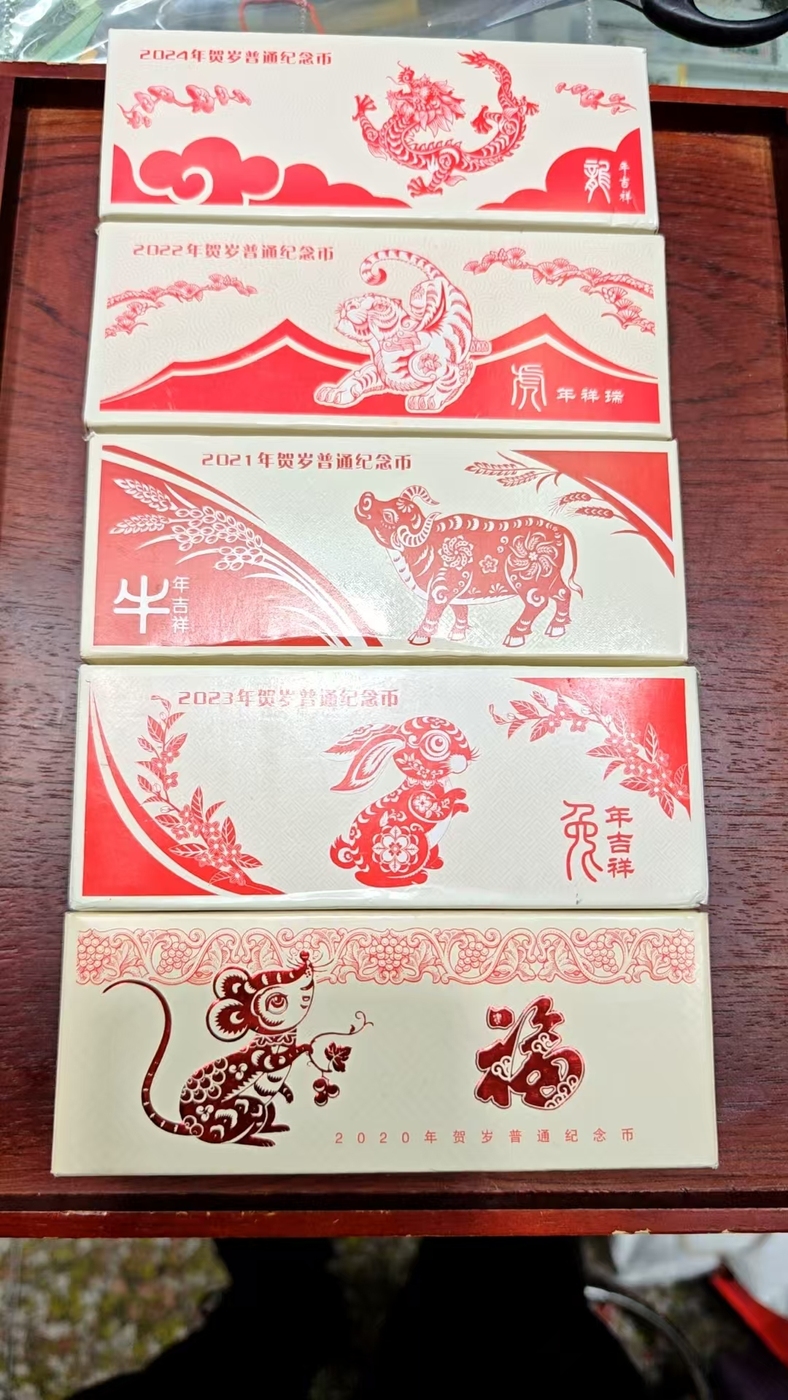 2024年贺岁普通纪念币
龍
年吉祥
2022年贺岁普通纪念币
虎
年祥瑞
2021年贺岁普通纪念币
牛
年吉祥
2023年贺岁普通纪念币
兔
年吉祥
福
2020年贺岁普通纪念币